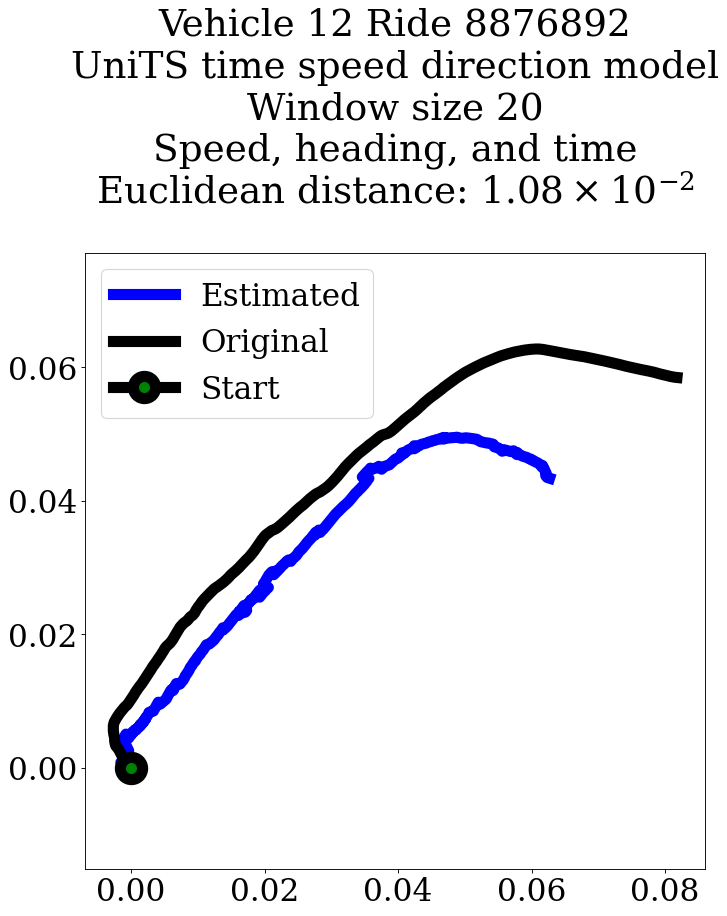 Vehicle 12 Ride 8876892
UniTS time speed direction model
Window size 20
Speed, heading, and time
Euclidean distance: 1.08 × 10⁻²
Estimated
Original
Start
0.06
0.04
0.02
0.00
0.00 0.02 0.04 0.06 0.08